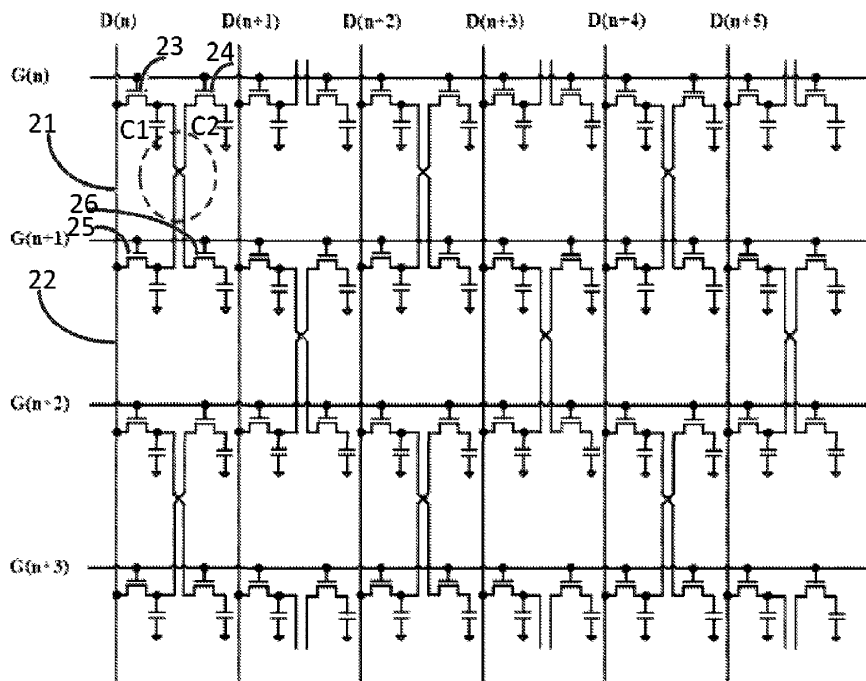 D(n) D(n+1) D(n+2) D(n+3) D(n+4) D(n+5)
23 24
G(n)
C1 C2
21
26
25
G(n+1)
22
G(n+2)
G(n+3)